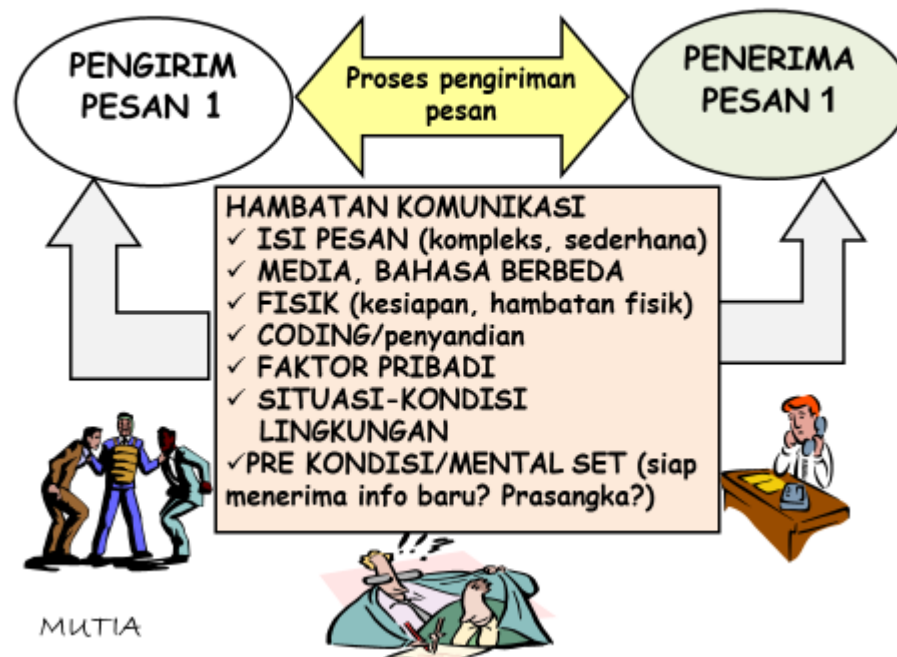 PENGIRIM
PESAN 1
Proses pengiriman
pesan
PENERIMA
PESAN 1
HAMBATAN KOMUNIKASI
✓ ISI PESAN (kompleks, sederhana)
✓ MEDIA, BAHASA BERBEDA
✓ FISIK (kesiapan, hambatan fisik)
✓ CODING/penyandian
✓ FAKTOR PRIBADI
✓ SITUASI-KONDISI
LINGKUNGAN
✓PRE KONDISI/MENTAL SET (siap
menerima info baru? Prasangka?)
!!?
MUTIA